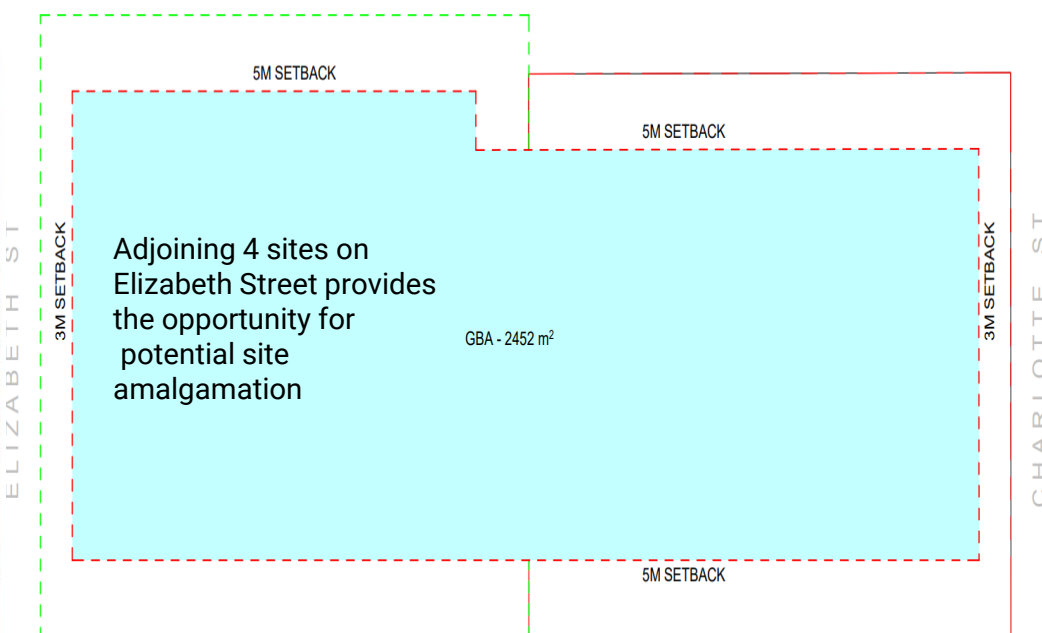 5M SETBACK
5M SETBACK
ELIZABETH ST
3M SETBACK
Adjoining 4 sites on
Elizabeth Street provides
the opportunity for
potential site
amalgamation
GBA - 2452 m²
3M SETBACK
CHARLOTTE ST
5M SETBACK